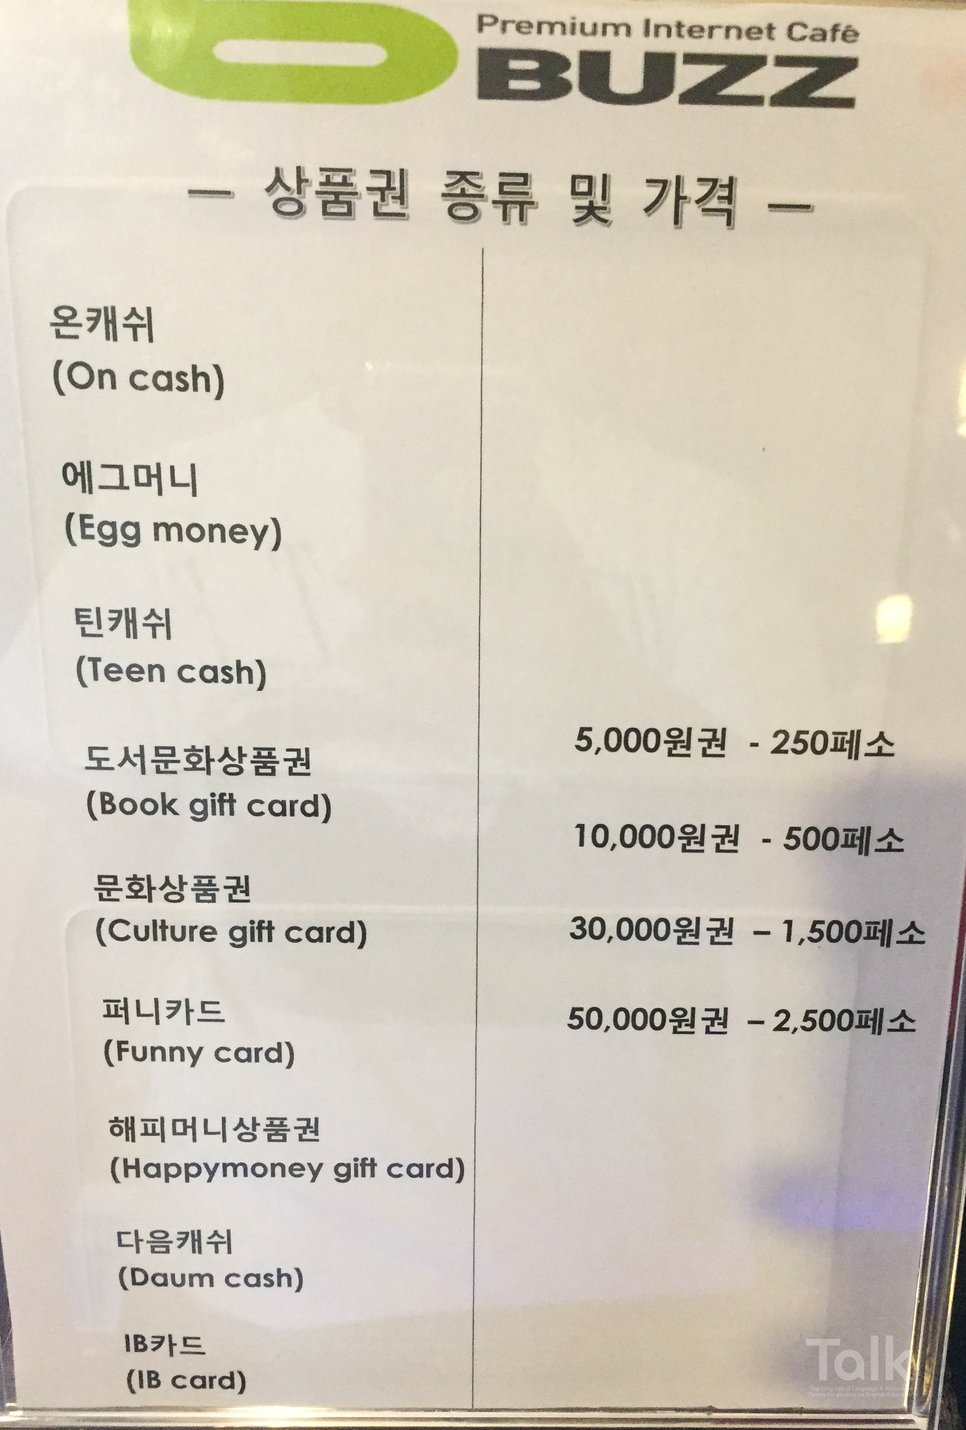 Premium Internet Café
BUZZ
— 상품권 종류 및 가격 —
온캐쉬
(On cash)
에그머니
(Egg money)
틴캐쉬
(Teen cash)
도서문화상품권
(Book gift card)
문화상품권
(Culture gift card)
퍼니카드
(Funny card)
해피머니상품권
(Happymoney gift card)
다음캐쉬
(Daum cash)
IB카드
(IB card)
5,000원권 - 250페소
10,000원권 - 500페소
30,000원권 – 1,500페소
50,000원권 – 2,500페소
Talk